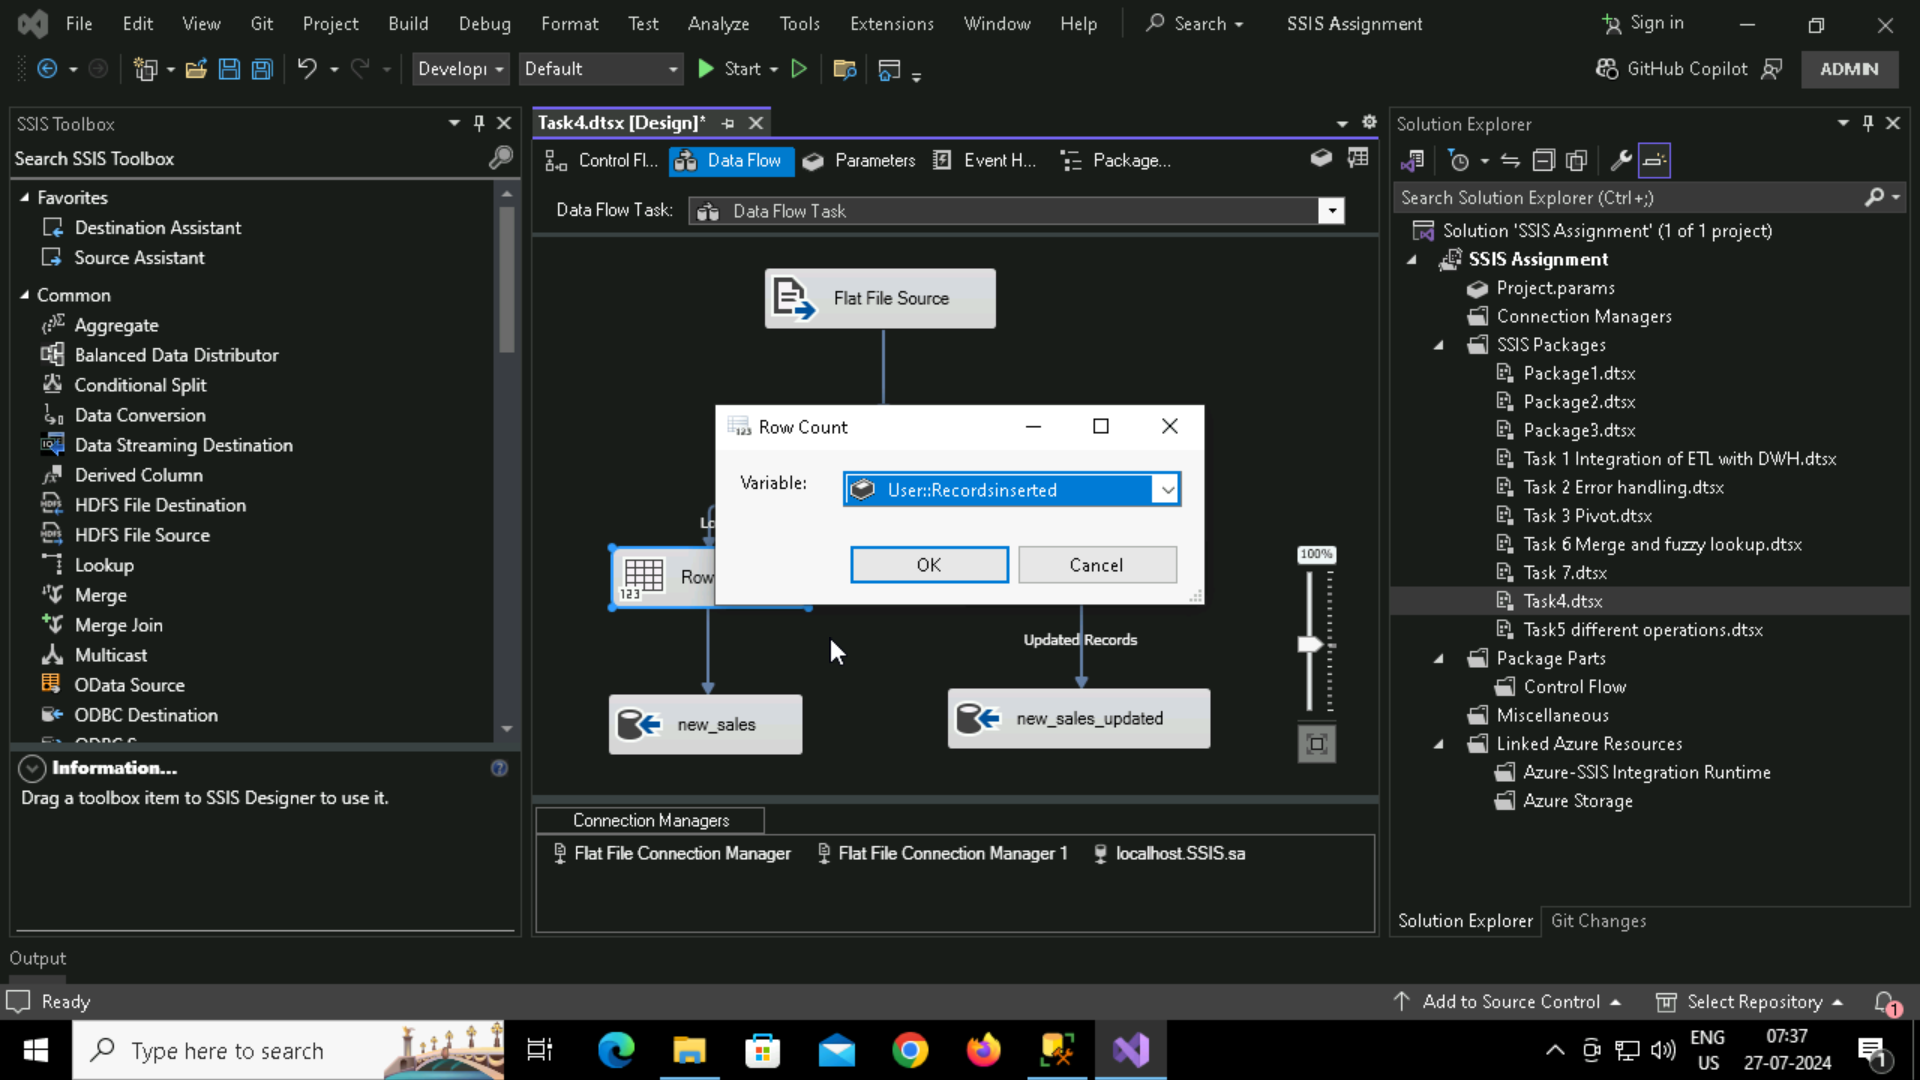 File Edit View Git Project Build Debug Format Test Analyze Tools Extensions Window Help Search SSIS Assignment Sign in
Developi Default Start GitHub Copilot ADMIN
SSIS Toolbox
Search SSIS Toolbox
Favorites
Destination Assistant
Source Assistant
Common
Aggregate
Balanced Data Distributor
Conditional Split
Data Conversion
Data Streaming Destination
Derived Column
HDFS File Destination
HDFS File Source
Lookup
Merge
Merge Join
Multicast
OData Source
ODBC Destination
Information...
Drag a toolbox item to SSIS Designer to use it.
Task4.dtsx [Design]*
Control Fl... Data Flow Parameters Event H... Package...
Data Flow Task: Data Flow Task
Flat File Source
Row Count
Variable: User::Recordsinserted
OK Cancel
Lo
Row
123
100%
Updated Records
new_sales
new_sales_updated
Connection Managers
Flat File Connection Manager Flat File Connection Manager 1 localhost.SSIS.sa
Solution Explorer
Search Solution Explorer (Ctrl+;)
Solution 'SSIS Assignment' (1 of 1 project)
SSIS Assignment
Project.params
Connection Managers
SSIS Packages
Package1.dtsx
Package2.dtsx
Package3.dtsx
Task 1 Integration of ETL with DWH.dtsx
Task 2 Error handling.dtsx
Task 3 Pivot.dtsx
Task 6 Merge and fuzzy lookup.dtsx
Task 7.dtsx
Task4.dtsx
Task5 different operations.dtsx
Package Parts
Control Flow
Miscellaneous
Linked Azure Resources
Azure-SSIS Integration Runtime
Azure Storage
Solution Explorer Git Changes
Output
Ready Add to Source Control Select Repository 1
Type here to search
ENG
US
07:37
27-07-2024
1